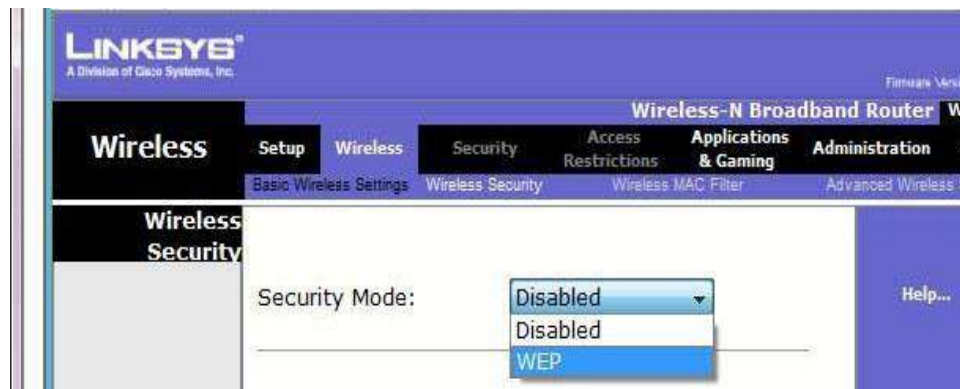 LINKSYS®
A Division of Cisco Systems, Inc.
Firmware
Wireless-N Broadband Router
Wireless
Setup Wireless Security Access Restrictions Applications & Gaming Administration
Basic Wireless Settings Wireless Security Wireless MAC Filter Advanced Wireless
Wireless
Security
Security Mode: Disabled
Help...
Disabled
WEP